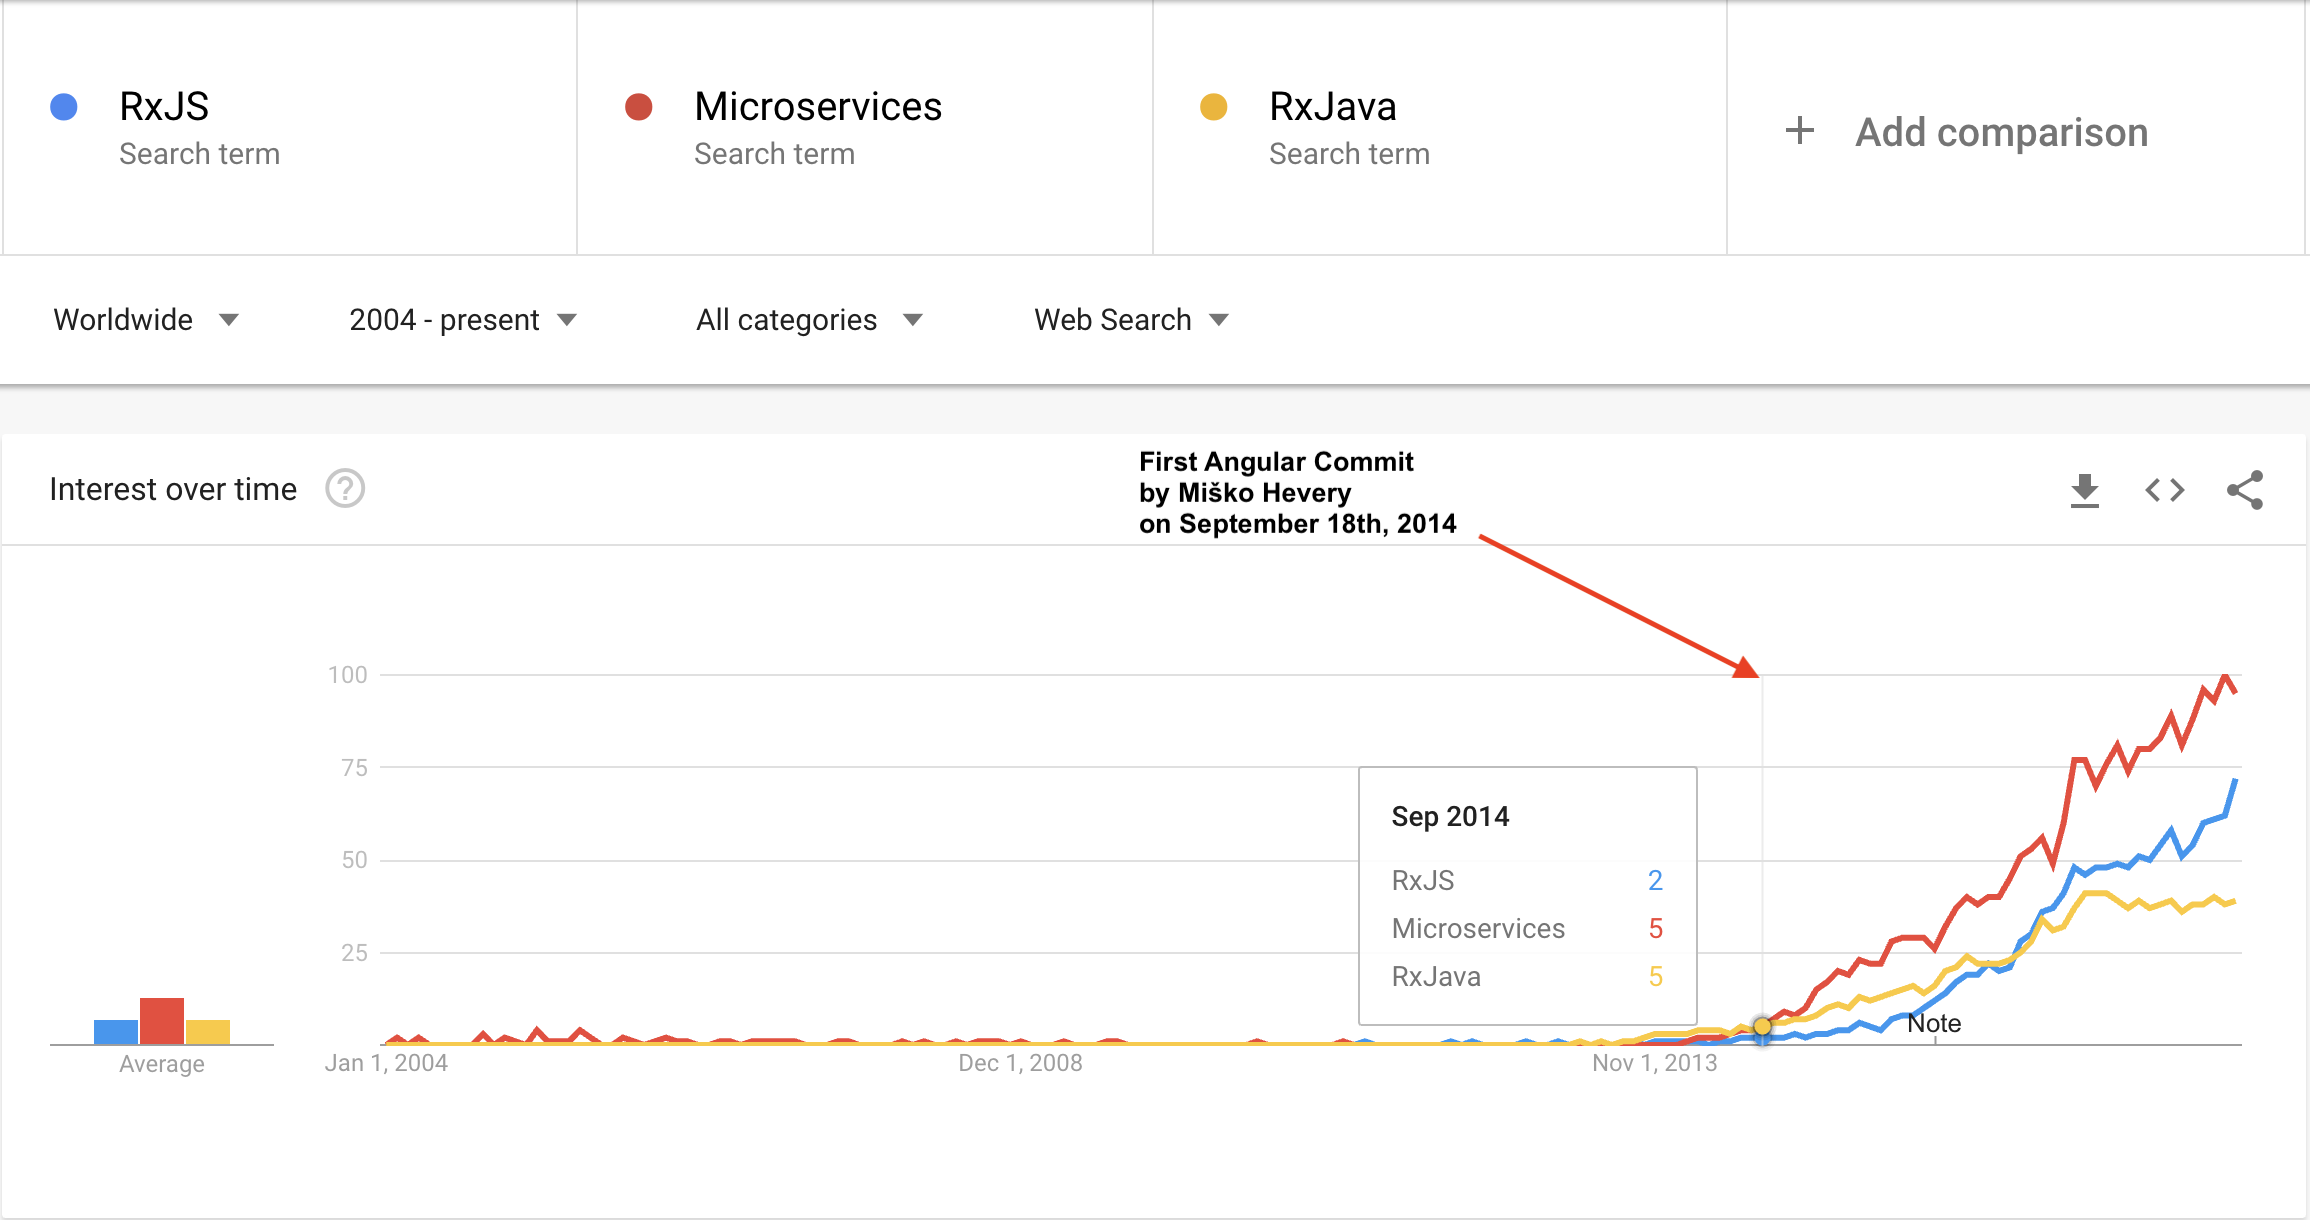 RxJS
Search term
Microservices
Search term
RxJava
Search term
+ Add comparison
Worldwide
2004 - present
All categories
Web Search
Interest over time
?
First Angular Commit
by Miško Hevery
on September 18th, 2014
100
75
50
25
Sep 2014
RxJS 2
Microservices 5
RxJava 5
Note
Average
Jan 1, 2004
Dec 1, 2008
Nov 1, 2013